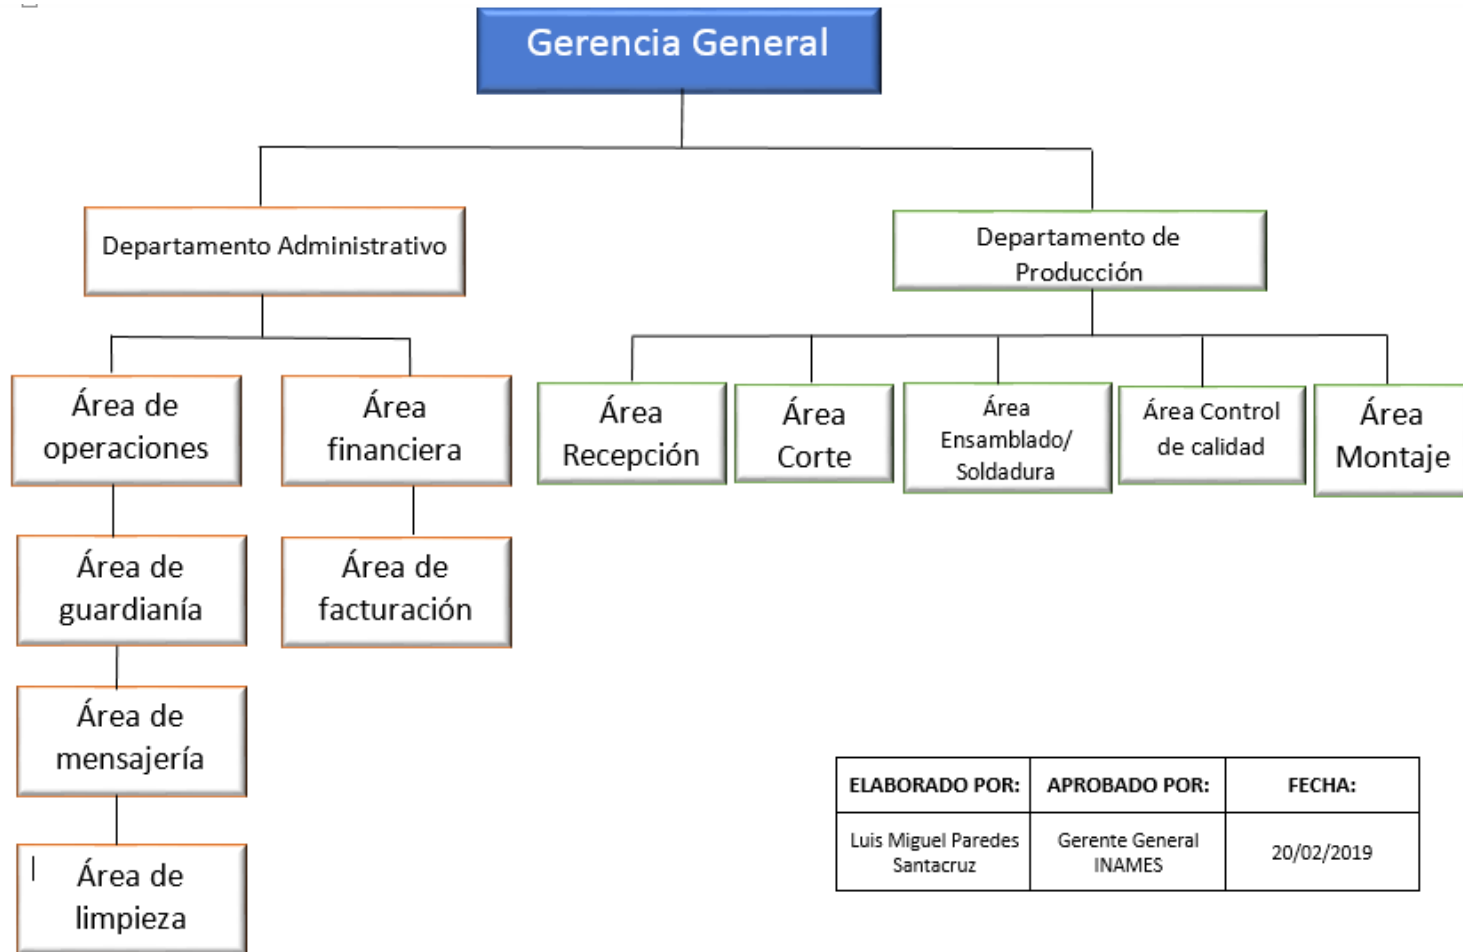 Gerencia General
Departamento Administrativo
Departamento de
Producción
Área de
operaciones
Área
financiera
Área
Recepción
Área
Corte
Área
Ensamblado/
Soldadura
Área Control
de calidad
Área
Montaje
Área de
guardianía
Área de
facturación
Área de
mensajería
Área de
limpieza
ELABORADO POR:
APROBADO POR:
FECHA:
Luis Miguel Paredes
Santacruz
Gerente General
INAMES
20/02/2019